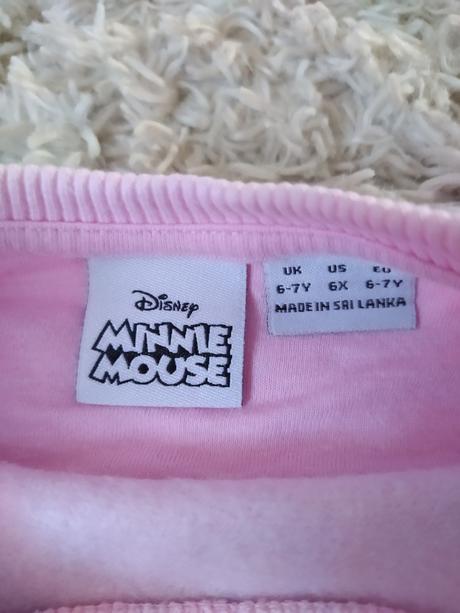 Disney
MINNIE
MOUSE
UK US EU
6-7Y 6X 6-7Y
MADE IN SRI LANKA